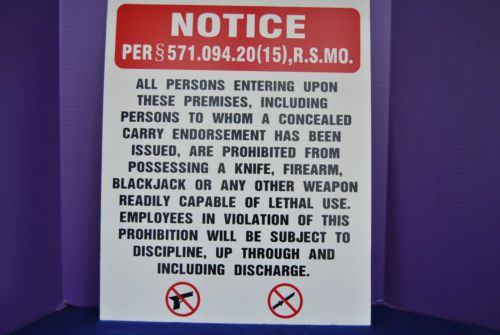 NOTICE
PER § 571.094.20(15),R.S.MO.
ALL PERSONS ENTERING UPON
THESE PREMISES, INCLUDING
PERSONS TO WHOM A CONCEALED
CARRY ENDORSEMENT HAS BEEN
ISSUED, ARE PROHIBITED FROM
POSSESSING A KNIFE, FIREARM,
BLACKJACK OR ANY OTHER WEAPON
READILY CAPABLE OF LETHAL USE.
EMPLOYEES IN VIOLATION OF THIS
PROHIBITION WILL BE SUBJECT TO
DISCIPLINE, UP THROUGH AND
INCLUDING DISCHARGE.